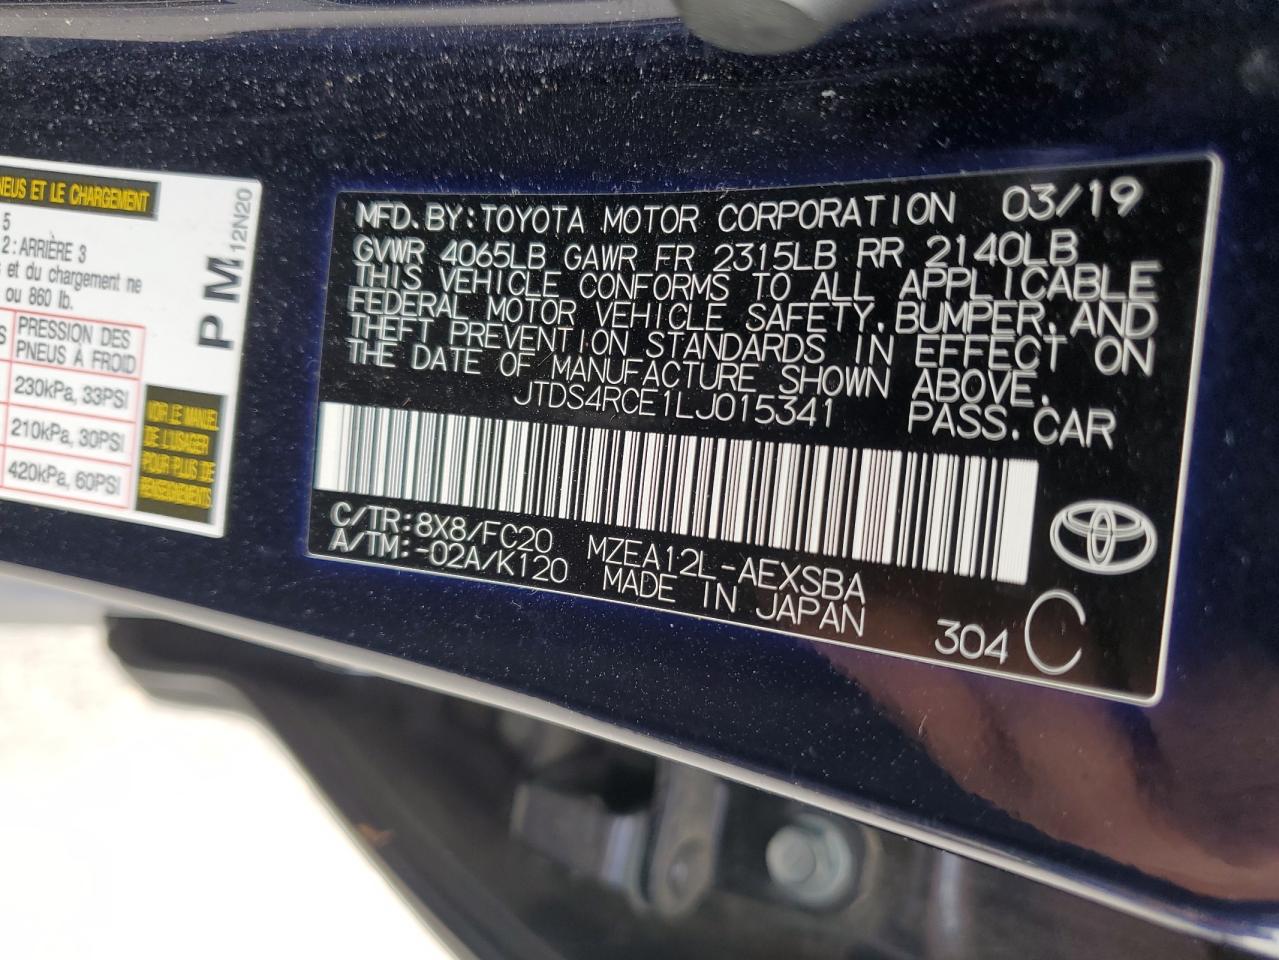 NEUS ET LE CHARGEMENT
5
2: ARRIÈRE 3
s et du chargement ne
ou 860 lb.
S PRESSION DES
PNEUS À FROID
230kPa, 33PSI
210kPa, 30PSI
420kPa, 60PSI
VOIR LE MANUEL
DE L'USAGER
POUR PLUS DE
RENSEIGNEMENTS
PM 12N20
MFD.BY:TOYOTA MOTOR CORPORATION 03/19
GVWR 4065LB GAWR FR 2315LB RR 2140LB
THIS VEHICLE CONFORMS TO ALL APPLICABLE
FEDERAL MOTOR VEHICLE SAFETY,BUMPER,AND
THEFT PREVENTION STANDARDS IN EFFECT ON
THE DATE OF MANUFACTURE SHOWN ABOVE.
JTDS4RCE1LJ015341 PASS.CAR
C/TR:8X8/FC20 MZEA12L-AEXSBA
A/TM:-02A/K120 MADE IN JAPAN
304 C